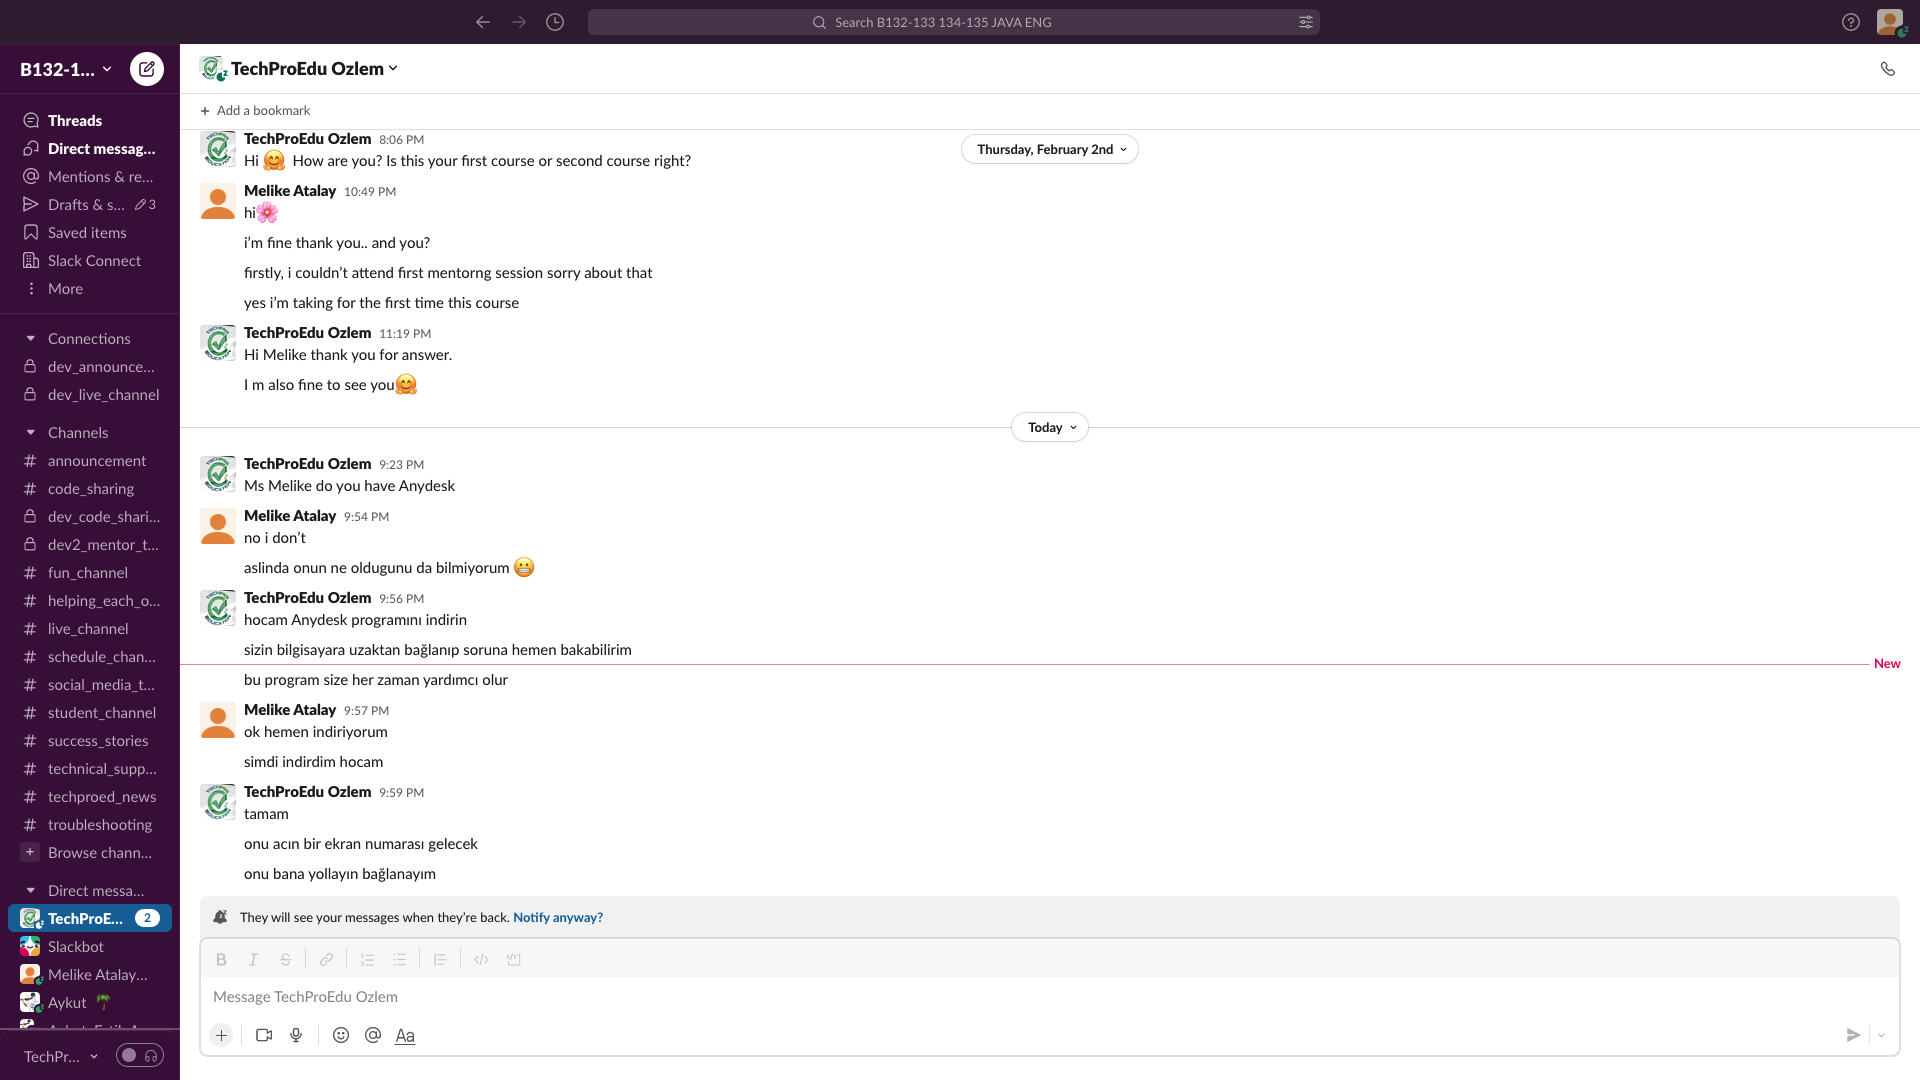 Search B132-133 134-135 JAVA ENG
B132-1...
Threads
Direct messag...
Mentions & re...
Drafts & s... 3
Saved items
Slack Connect
More
Connections
dev_announce...
dev_live_channel
Channels
announcement
code_sharing
dev_code_shari...
dev2_mentor_t...
fun_channel
helping_each_o...
live_channel
schedule_chan...
social_media_t...
student_channel
success_stories
technical_supp...
techproed_news
troubleshooting
Browse chann...
Direct messa...
TechProE... 2
Slackbot
Melike Atalay...
Aykut 🌴
TechPr...
TechProEdu Ozlem
+ Add a bookmark
Thursday, February 2nd
TechProEdu Ozlem 8:06 PM
Hi 🤗 How are you? Is this your first course or second course right?
Melike Atalay 10:49 PM
hi🌸
i’m fine thank you.. and you?
firstly, i couldn’t attend first mentorng session sorry about that
yes i’m taking for the first time this course
TechProEdu Ozlem 11:19 PM
Hi Melike thank you for answer.
I m also fine to see you🤗
Today
TechProEdu Ozlem 9:23 PM
Ms Melike do you have Anydesk
Melike Atalay 9:54 PM
no i don’t
aslinda onun ne oldugunu da bilmiyorum 😬
TechProEdu Ozlem 9:56 PM
hocam Anydesk programını indirin
sizin bilgisayara uzaktan bağlanıp soruna hemen bakabilirim
New
bu program size her zaman yardımcı olur
Melike Atalay 9:57 PM
ok hemen indiriyorum
simdi indirdim hocam
TechProEdu Ozlem 9:59 PM
tamam
onu acın bir ekran numarası gelecek
onu bana yollayın bağlanayım
They will see your messages when they’re back. Notify anyway?
B I S
Message TechProEdu Ozlem
Aa